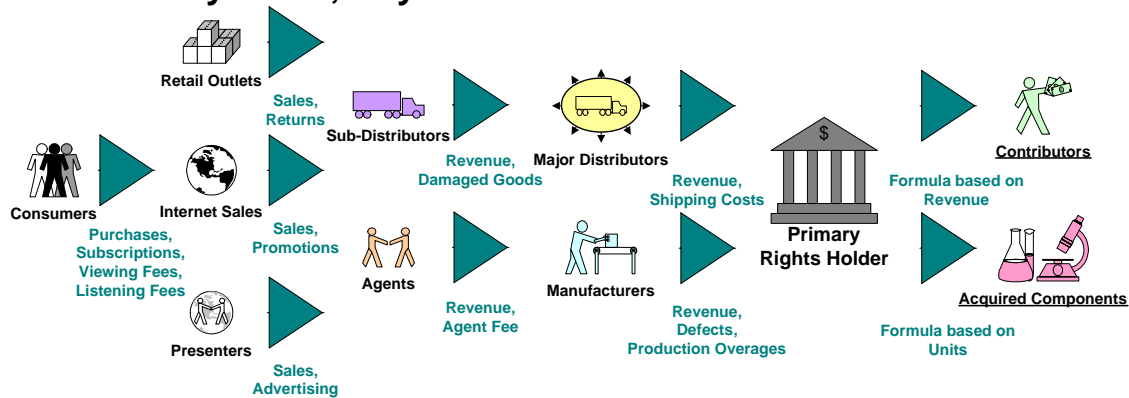 Retail Outlets
Sales,
Returns
Sub-Distributors
Revenue,
Damaged Goods
Major Distributors
Revenue,
Shipping Costs
$
Primary
Rights Holder
Formula based on
Revenue
Contributors
Consumers
Purchases,
Subscriptions,
Viewing Fees,
Listening Fees
Internet Sales
Sales,
Promotions
Agents
Revenue,
Agent Fee
Manufacturers
Revenue,
Defects,
Production Overages
Formula based on
Units
Acquired Components
Presenters
Sales,
Advertising